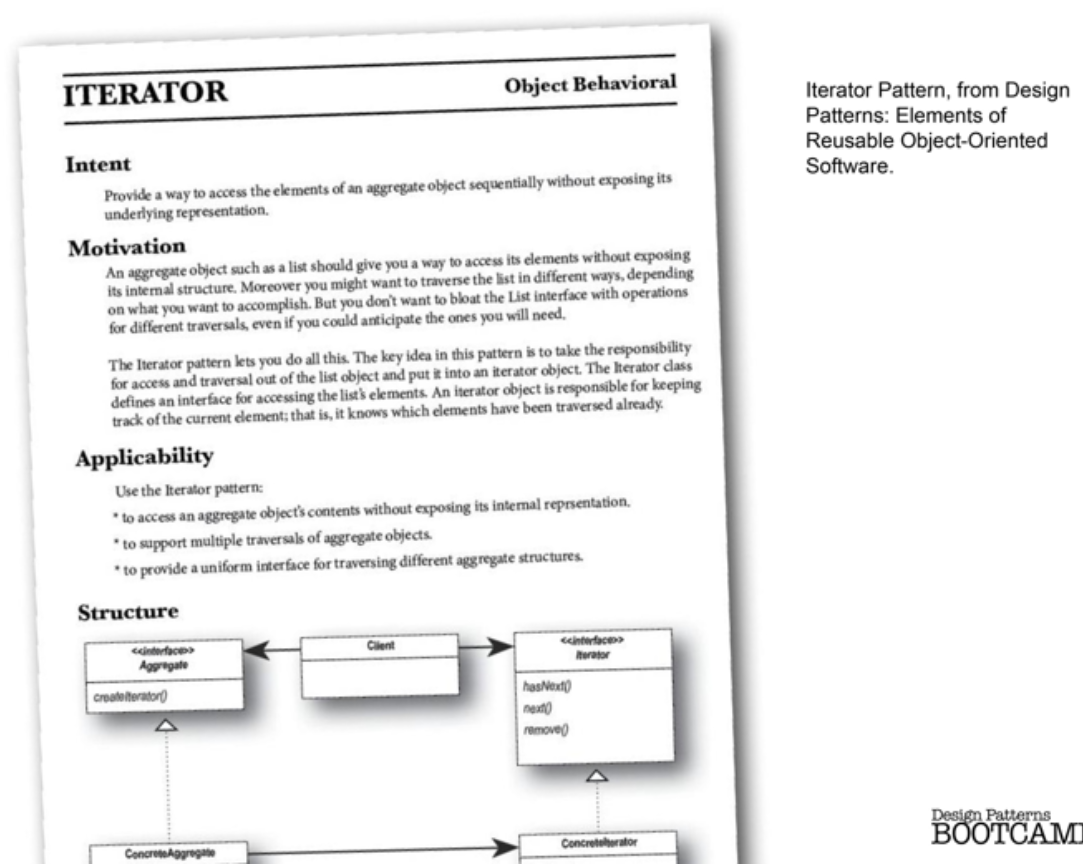 ITERATOR
Object Behavioral
Intent
Provide a way to access the elements of an aggregate object sequentially without exposing its
underlying representation.
Motivation
An aggregate object such as a list should give you a way to access its elements without exposing
its internal structure. Moreover you might want to traverse the list in different ways, depending
on what you want to accomplish. But you don't want to bloat the List interface with operations
for different traversals, even if you could anticipate the ones you will need.
The Iterator pattern lets you do all this. The key idea in this pattern is to take the responsibility
for access and traversal out of the list object and put it into an iterator object. The Iterator class
defines an interface for accessing the list's elements. An iterator object is responsible for keeping
track of the current element; that is, it knows which elements have been traversed already.
Applicability
Use the Iterator pattern:
* to access an aggregate object's contents without exposing its internal reprsentation.
* to support multiple traversals of aggregate objects.
* to provide a uniform interface for traversing different aggregate structures.
Structure
<<interface>>
Aggregate
createIterator()
Client
<<interface>>
Iterator
hasNext()
next()
remove()
ConcreteAggregate
ConcreteIterator
Iterator Pattern, from Design
Patterns: Elements of
Reusable Object-Oriented
Software.
Design Patterns
BOOTCAMP